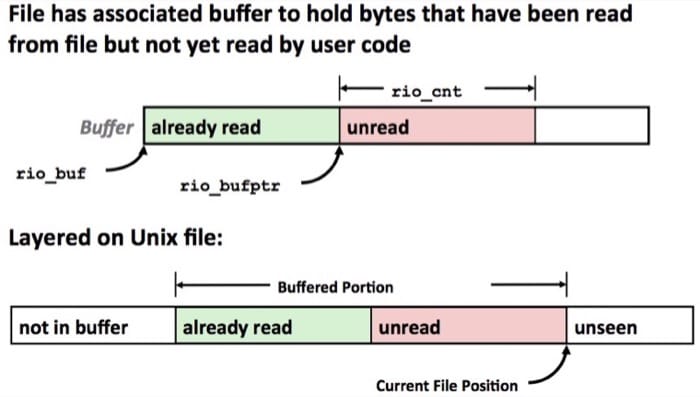 File has associated buffer to hold bytes that have been read
from file but not yet read by user code
rio_cnt
Buffer already read unread
rio_buf
rio_bufptr
Layered on Unix file:
Buffered Portion
not in buffer already read unread unseen
Current File Position